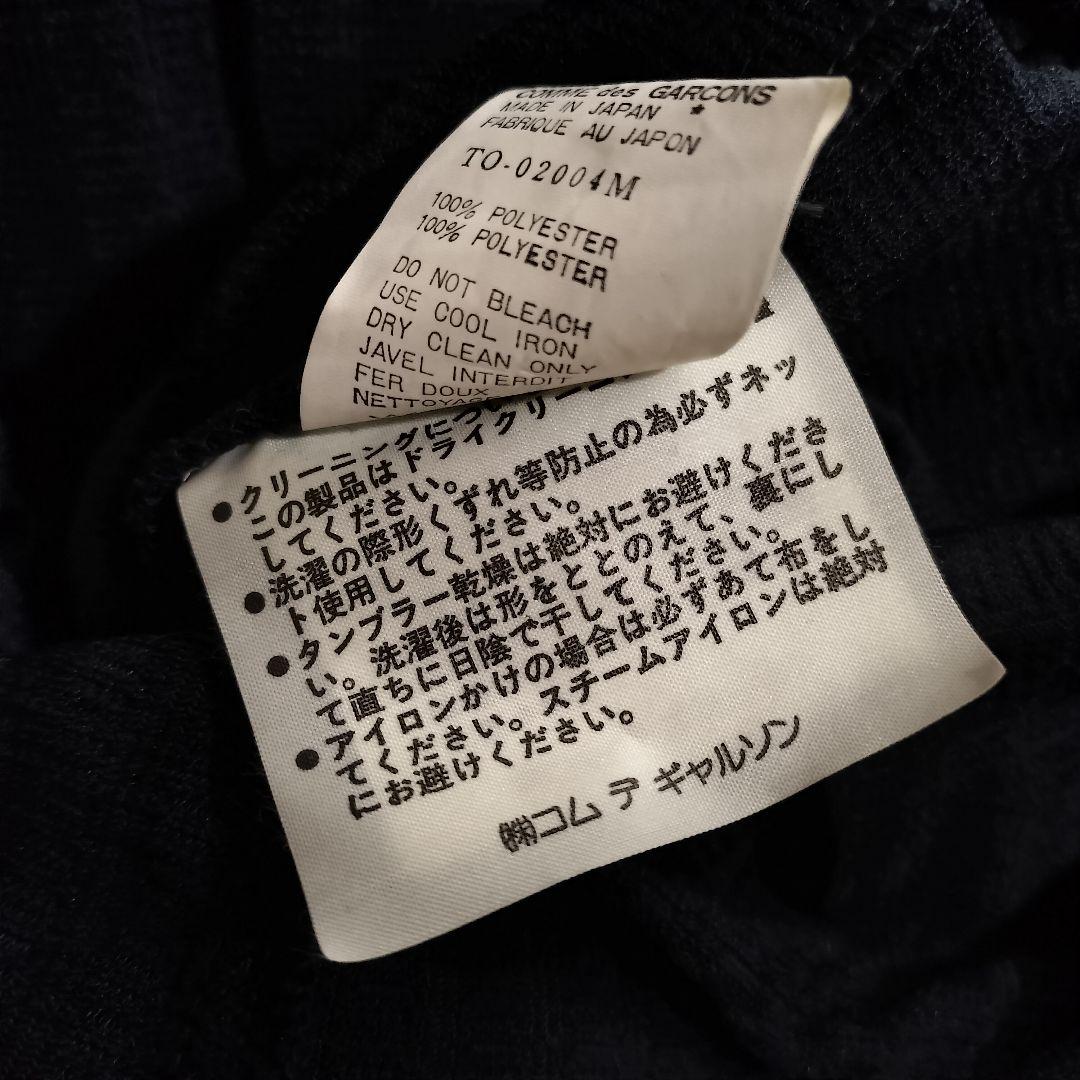 COMME des GARCONS
MADE IN JAPAN ★
FABRIQUE AU JAPON
TO-02004M
100% POLYESTER
100% POLYESTER
DO NOT BLEACH
USE COOL IRON
DRY CLEAN ONLY
JAVEL INTERDIT
FER DOUX
●クリーニングにつ
この製品はドライクリーニ
してください。
●洗濯の際形くずれ等防止の為必ずネッ
ト使用してください。
●タンブラー乾燥は絶対にお避けくださ
い。洗濯後は形をととのえて、裏にし
て直ちに日陰で干してください。
●アイロンかけの場合は必ずあて布をし
てください。スチームアイロンは絶対
にお避けください。
㈱コム デ ギャルソン